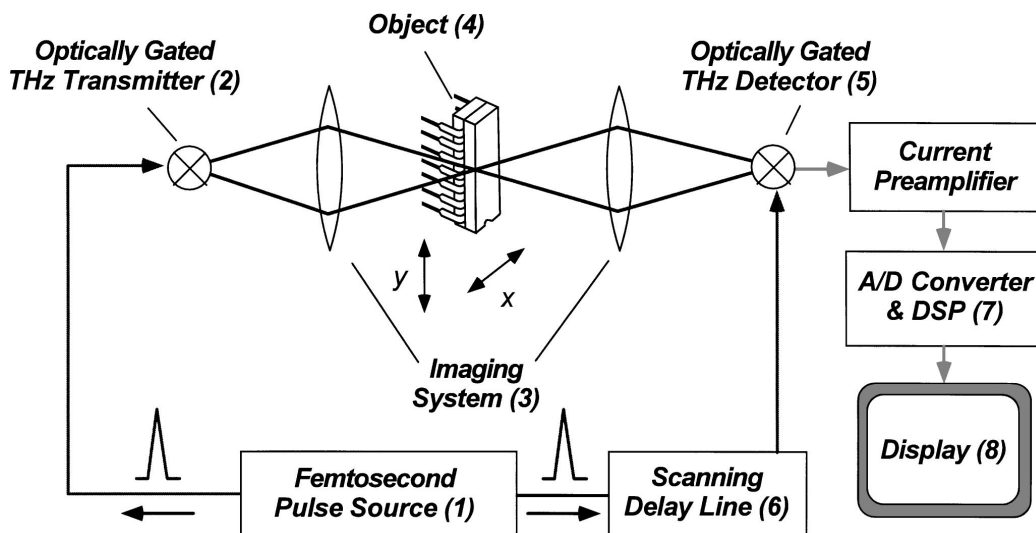 Object (4)
Optically Gated
THz Transmitter (2)
Optically Gated
THz Detector (5)
Current
Preamplifier
y
x
A/D Converter
& DSP (7)
Imaging
System (3)
Display (8)
Femtosecond
Pulse Source (1)
Scanning
Delay Line (6)